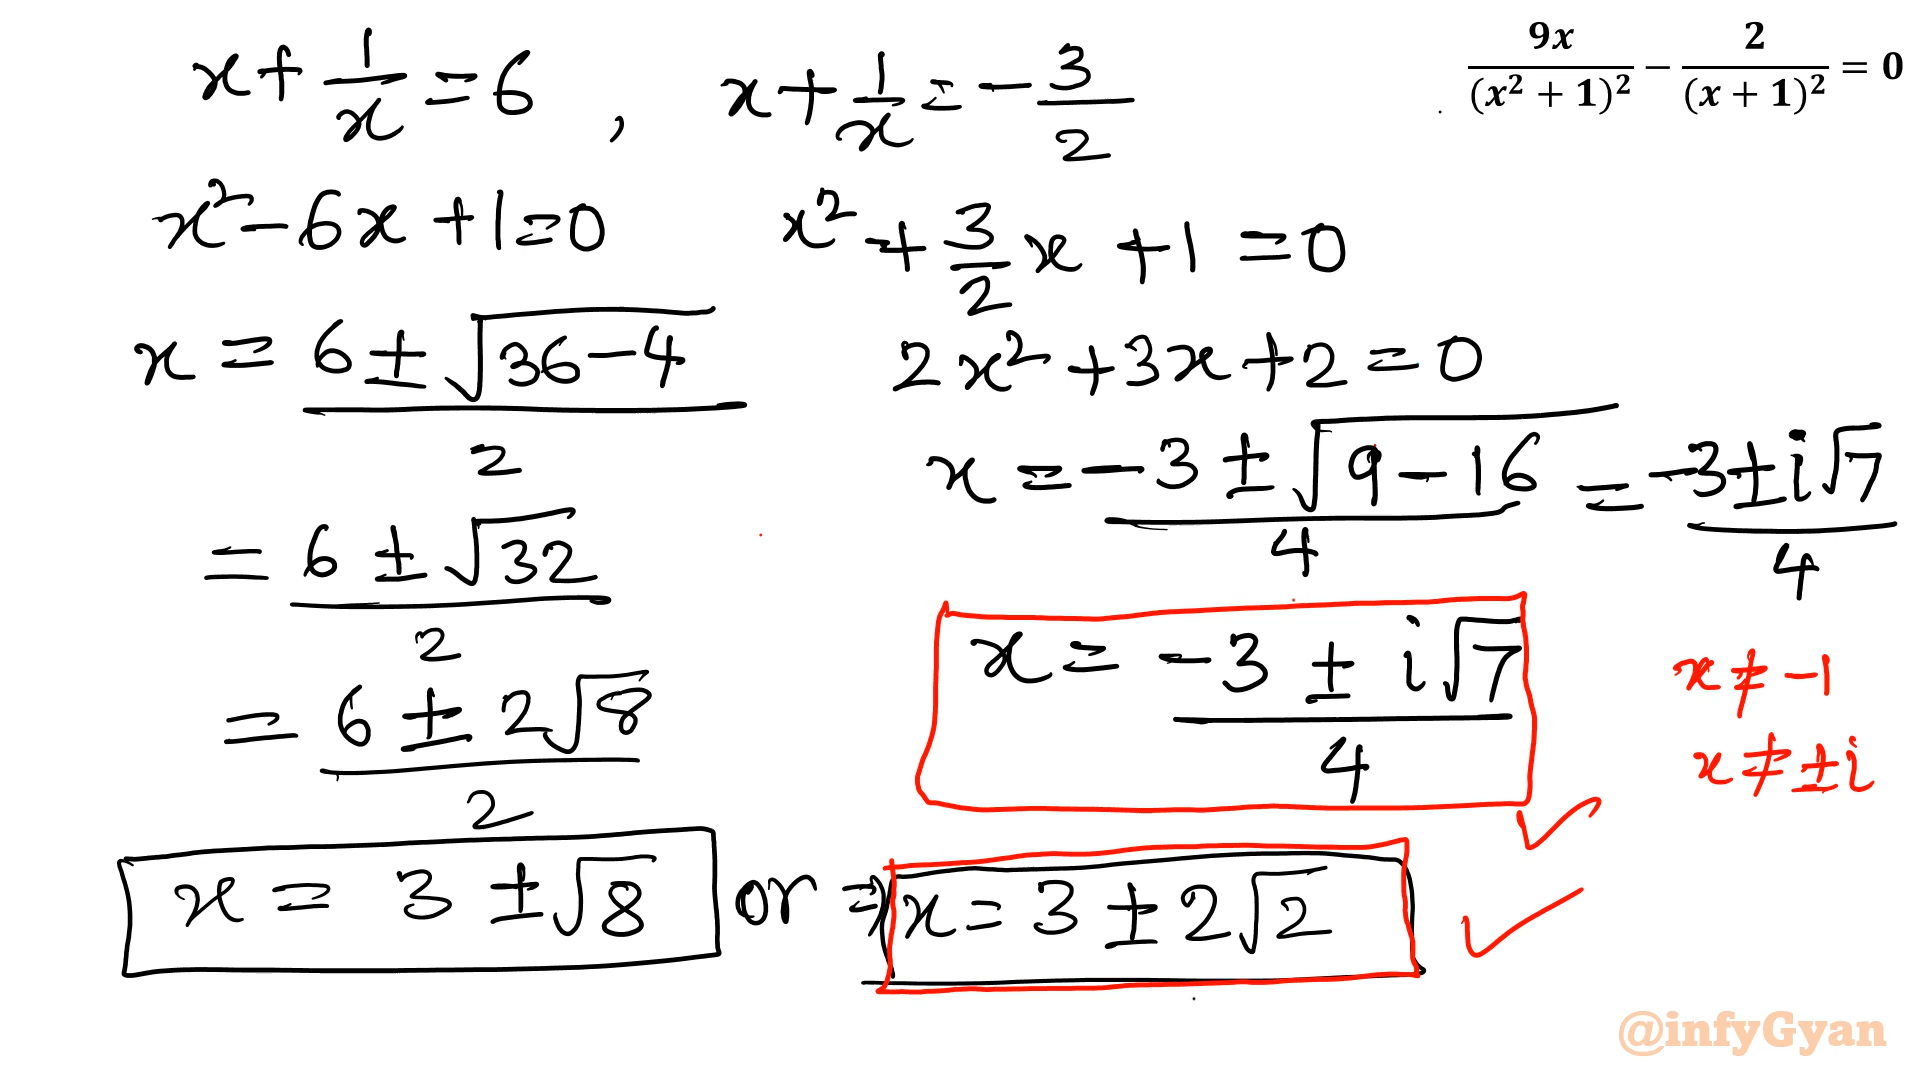 x + 1/x = 6 , x + 1/x = - 3/2
9x/(x² + 1)² − 2/(x + 1)² = 0
x² - 6x + 1 = 0
x² + 3/2 x + 1 = 0
x = (6 ± √(36 - 4))/2
2x² + 3x + 2 = 0
x = (-3 ± √(9 - 16))/4 = (-3 ± i√7)/4
= (6 ± √32)/2
x = (-3 ± i√7)/4
x ≠ -1
x ≠ ±i
= (6 ± 2√8)/2
x = 3 ± √8 or ⇒ x = 3 ± 2√2
@infyGyan